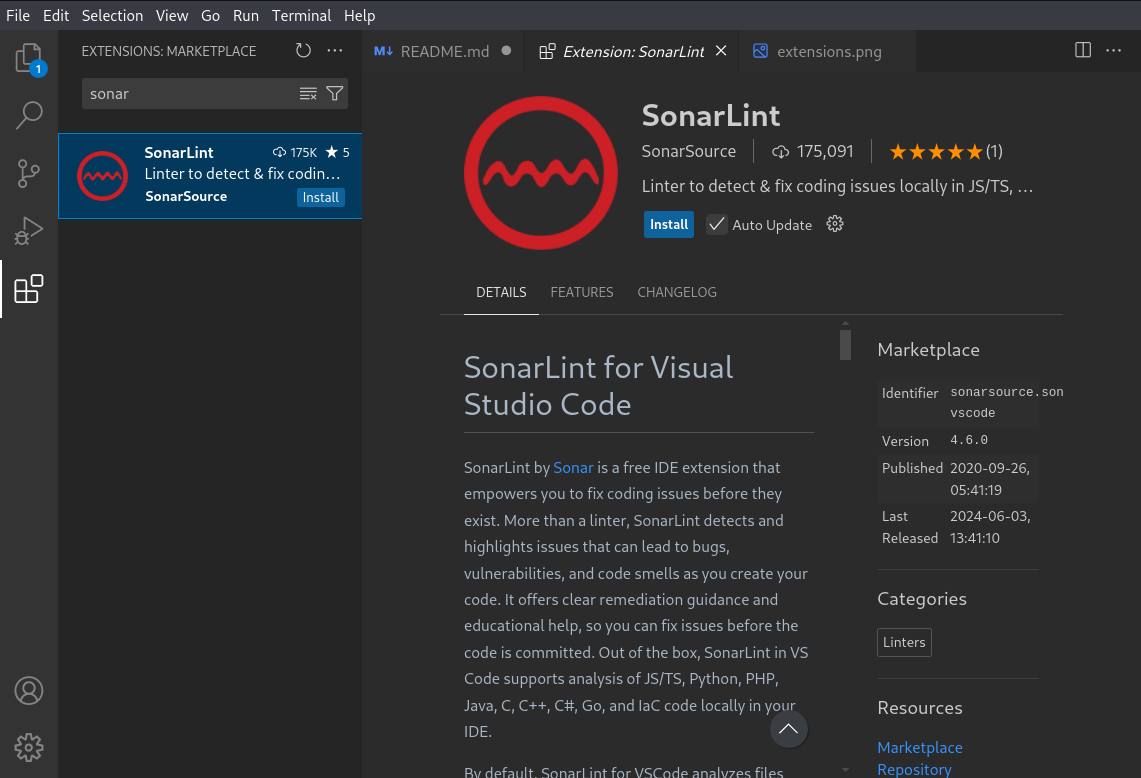 File Edit Selection View Go Run Terminal Help
EXTENSIONS: MARKETPLACE
README.md
Extension: SonarLint
extensions.png
1
sonar
SonarLint 175K ★ 5
Linter to detect & fix codin...
SonarSource Install
SonarLint
SonarSource 175,091 ★★★★★(1)
Linter to detect & fix coding issues locally in JS/TS, ...
Install Auto Update
DETAILS FEATURES CHANGELOG
SonarLint for Visual
Studio Code
SonarLint by Sonar is a free IDE extension that
empowers you to fix coding issues before they
exist. More than a linter, SonarLint detects and
highlights issues that can lead to bugs,
vulnerabilities, and code smells as you create your
code. It offers clear remediation guidance and
educational help, so you can fix issues before the
code is committed. Out of the box, SonarLint in VS
Code supports analysis of JS/TS, Python, PHP,
Java, C, C++, C#, Go, and IaC code locally in your
IDE.
By default, SonarLint for VSCode analyzes files
Marketplace
Identifier sonarsource.son
vscode
Version 4.6.0
Published 2020-09-26,
05:41:19
Last 2024-06-03,
Released 13:41:10
Categories
Linters
Resources
Marketplace
Repository